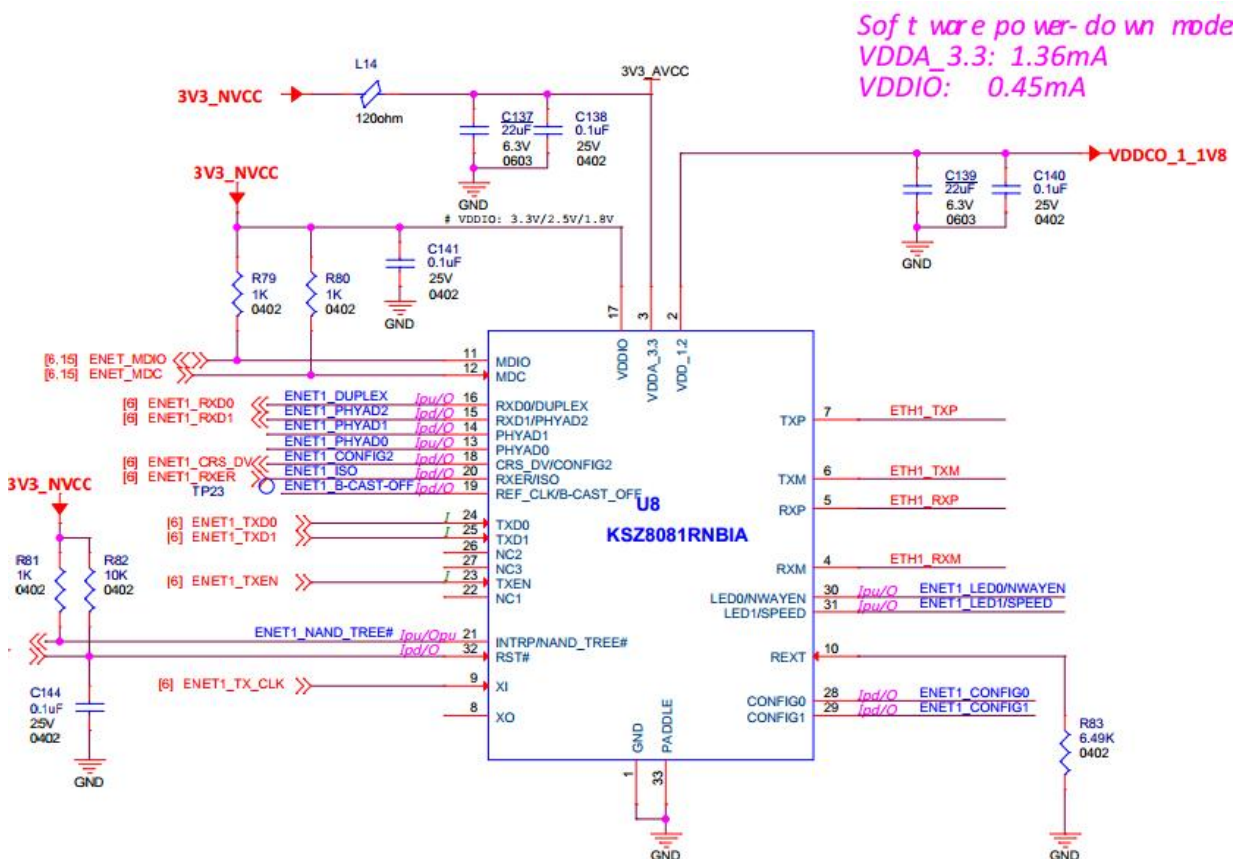 Software power-down mode
VDDA_3.3: 1.36mA
VDDIO: 0.45mA
L14
3V3_NVCC
120ohm
3V3_AVCC
C137
22uF
6.3V
0603
C138
0.1uF
25V
0402
GND
VDDCO_1_1V8
C139
22uF
6.3V
0603
C140
0.1uF
25V
0402
GND
3V3_NVCC
# VDDIO: 3.3V/2.5V/1.8V
R79
1K
0402
R80
1K
0402
C141
0.1uF
25V
0402
GND
17
3
2
VDDIO
VDDA_3.3
VDD_1.2
[6,15] ENET_MDIO
11
MDIO
[6,15] ENET_MDC
12
MDC
[6] ENET1_RXD0
ENET1_DUPLEX
Ipu/O
16
RXD0/DUPLEX
[6] ENET1_RXD1
ENET1_PHYAD2
Ipd/O
15
RXD1/PHYAD2
ENET1_PHYAD1
Ipd/O
14
PHYAD1
ENET1_PHYAD0
Ipu/O
13
PHYAD0
[6] ENET1_CRS_DV
ENET1_CONFIG2
Ipd/O
18
CRS_DV/CONFIG2
[6] ENET1_RXER
ENET1_ISO
Ipd/O
20
RXER/ISO
TP23
ENET1_B-CAST-OFF
Ipd/O
19
REF_CLK/B-CAST_OFF
U8
KSZ8081RNBIA
[6] ENET1_TXD0
I
24
TXD0
[6] ENET1_TXD1
I
25
TXD1
26
NC2
27
NC3
[6] ENET1_TXEN
I
23
TXEN
22
NC1
3V3_NVCC
R81
1K
0402
R82
10K
0402
ENET1_NAND_TREE#
Ipu/Opu
21
INTRP/NAND_TREE#
Ipd/O
32
RST#
C144
0.1uF
25V
0402
GND
[6] ENET1_TX_CLK
9
XI
8
XO
TXP
7
ETH1_TXP
TXM
6
ETH1_TXM
RXP
5
ETH1_RXP
RXM
4
ETH1_RXM
LED0/NWAYEN
30
Ipu/O
ENET1_LED0/NWAYEN
LED1/SPEED
31
Ipu/O
ENET1_LED1/SPEED
REXT
10
CONFIG0
28
Ipd/O
ENET1_CONFIG0
CONFIG1
29
Ipd/O
ENET1_CONFIG1
R83
6.49K
0402
GND
GND
PADDLE
1
33
GND